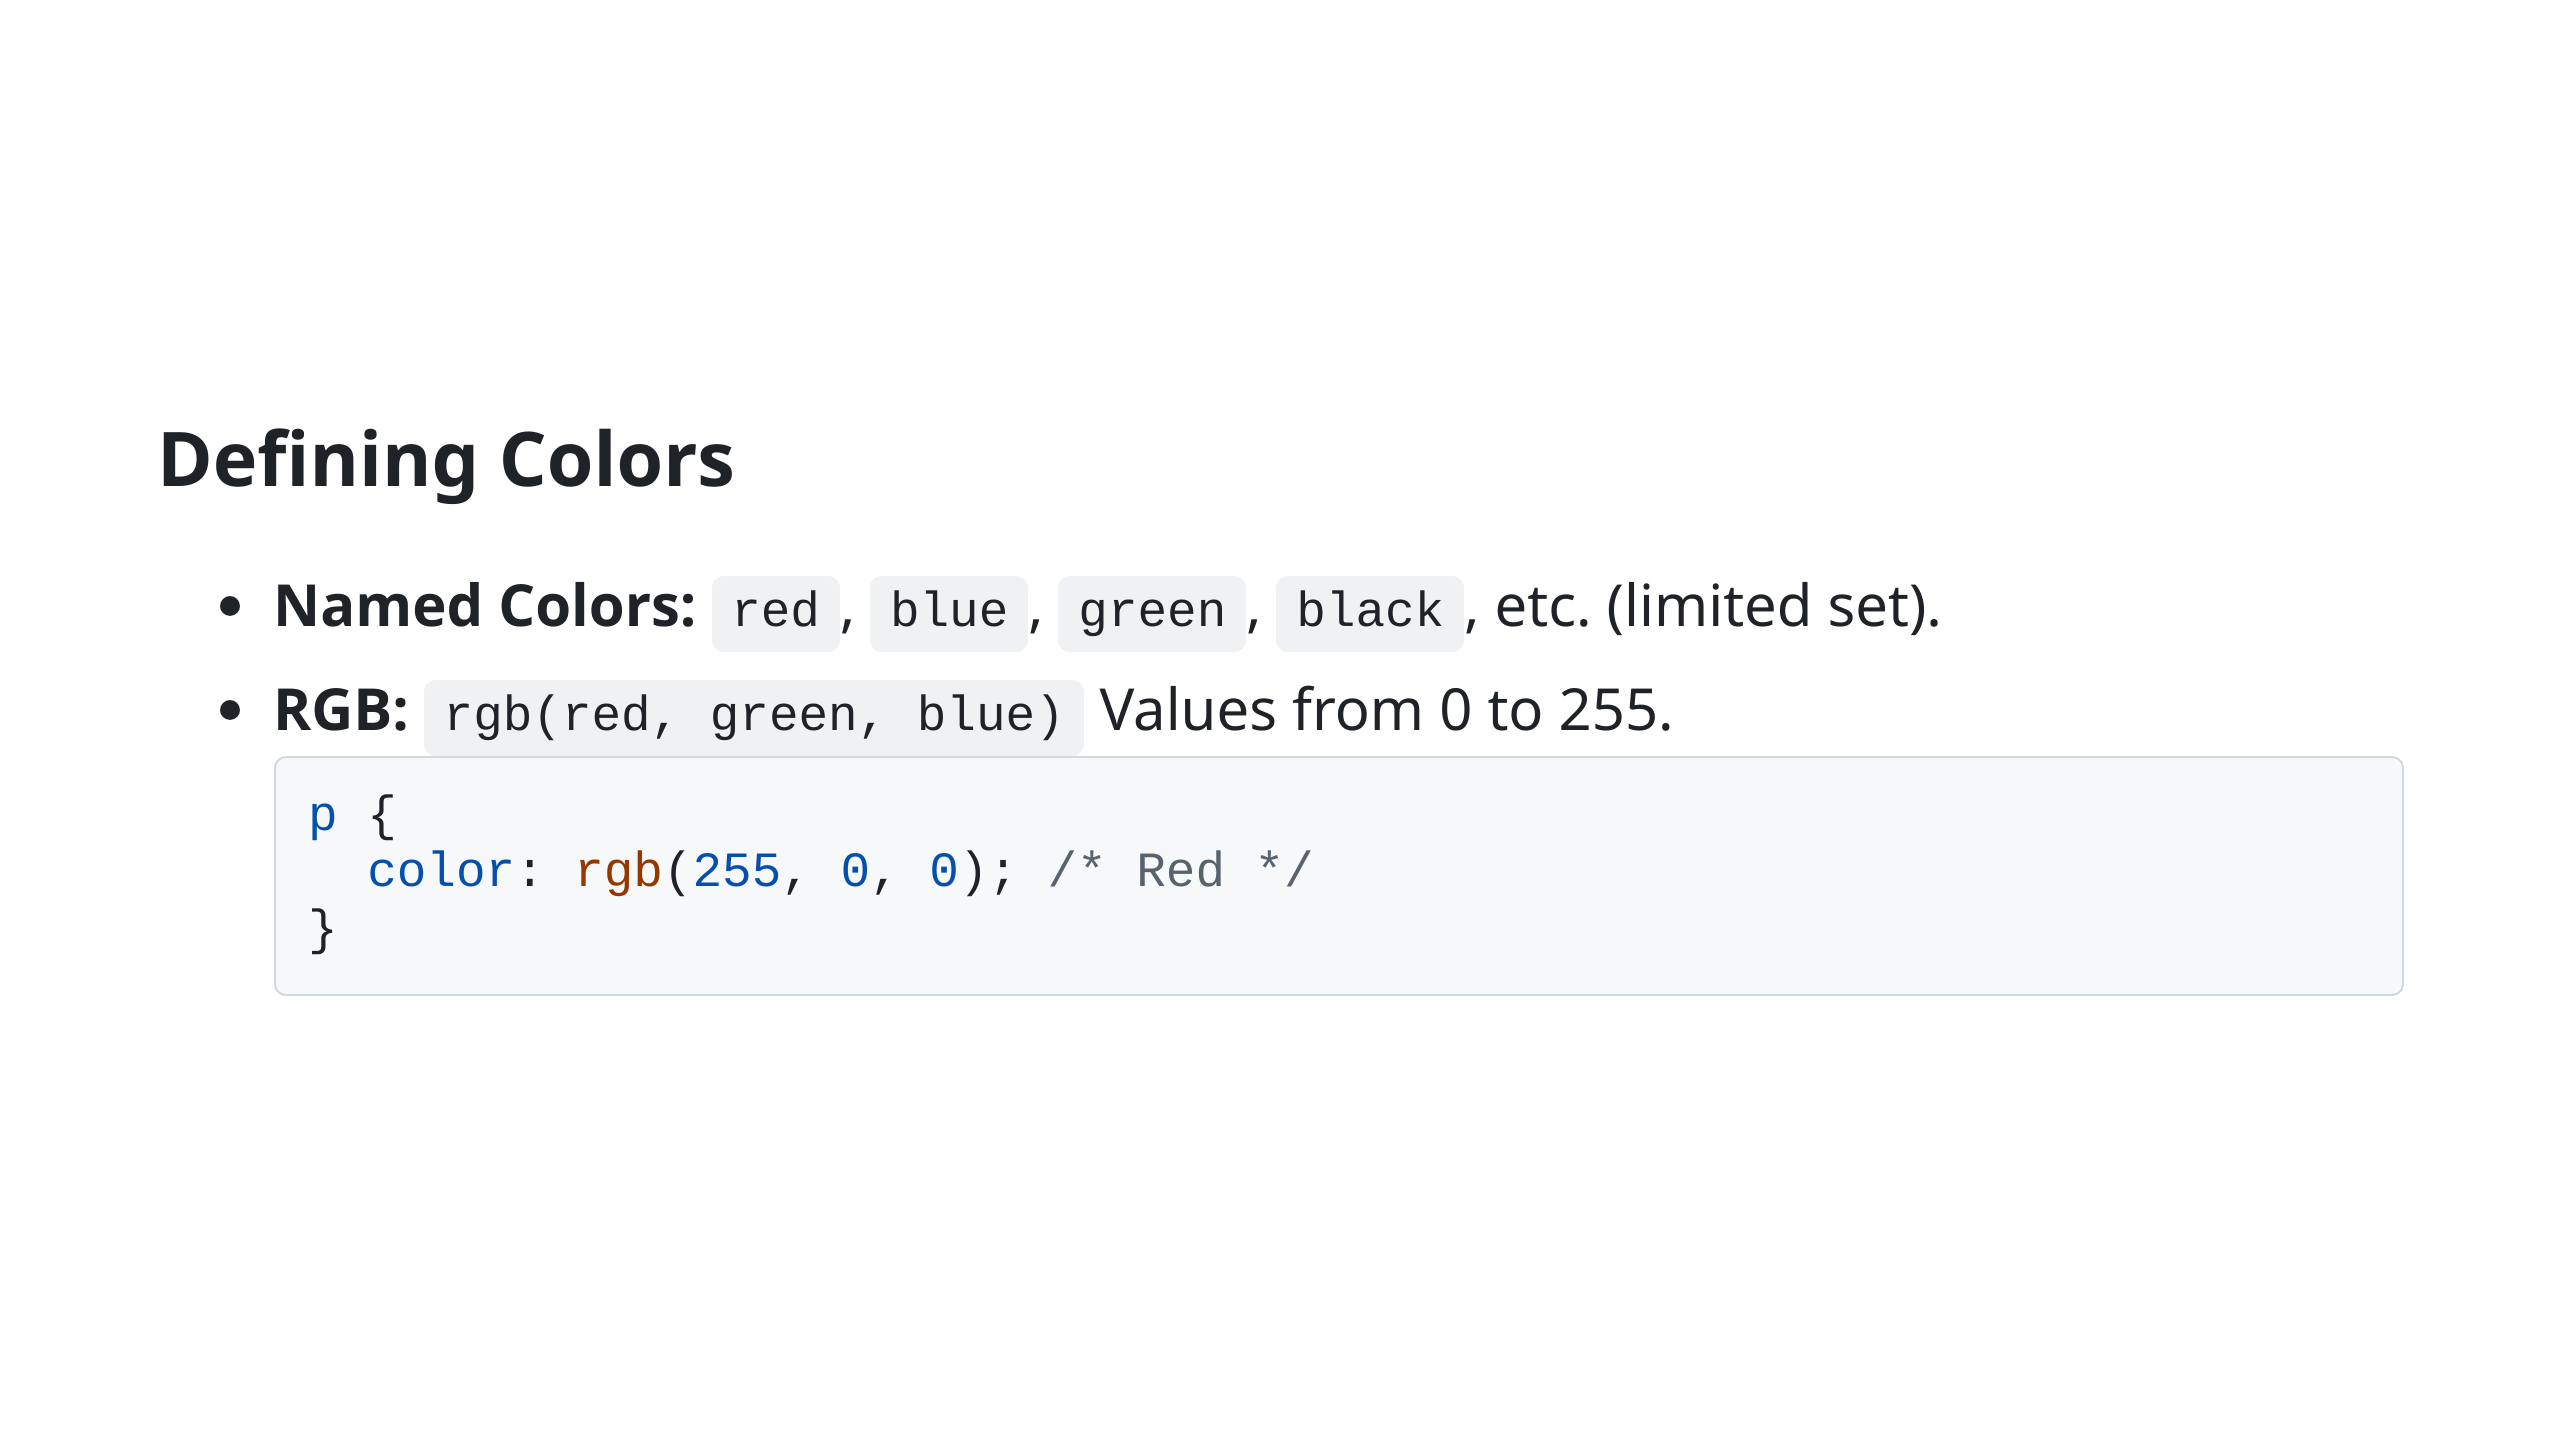 Defining Colors
Named Colors: red, blue, green, black, etc. (limited set).
RGB: rgb(red, green, blue) Values from 0 to 255.
p {
  color: rgb(255, 0, 0); /* Red */
}